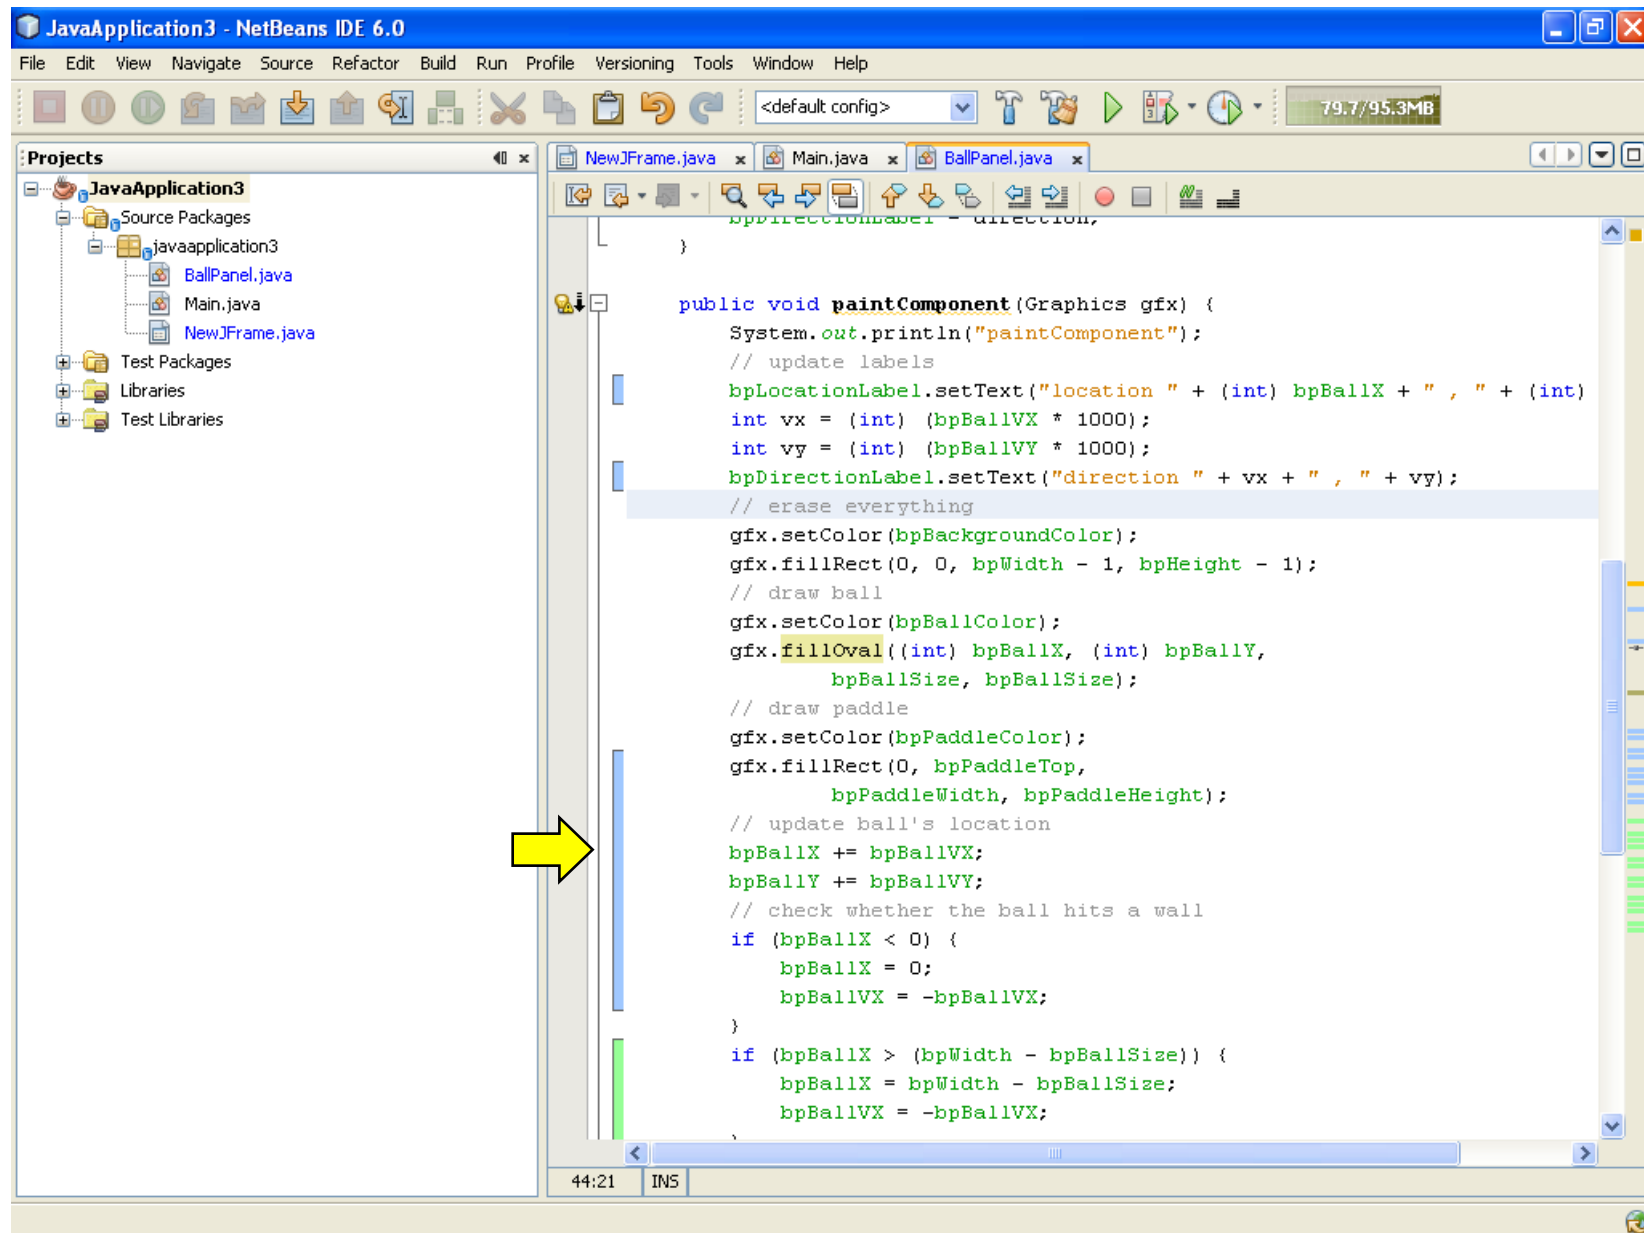 JavaApplication3 - NetBeans IDE 6.0
File Edit View Navigate Source Refactor Build Run Profile Versioning Tools Window Help
<default config>
79.7/95.3MB
Projects
JavaApplication3
Source Packages
javaapplication3
BallPanel.java
Main.java
NewJFrame.java
Test Packages
Libraries
Test Libraries
NewJFrame.java x Main.java x BallPanel.java x
bpDirectionLabel = direction;
}
public void paintComponent(Graphics gfx) {
System.out.println("paintComponent");
// update labels
bpLocationLabel.setText("location " + (int) bpBallX + " , " + (int)
int vx = (int) (bpBallVX * 1000);
int vy = (int) (bpBallVY * 1000);
bpDirectionLabel.setText("direction " + vx + " , " + vy);
// erase everything
gfx.setColor(bpBackgroundColor);
gfx.fillRect(0, 0, bpWidth - 1, bpHeight - 1);
// draw ball
gfx.setColor(bpBallColor);
gfx.fillOval((int) bpBallX, (int) bpBallY,
bpBallSize, bpBallSize);
// draw paddle
gfx.setColor(bpPaddleColor);
gfx.fillRect(0, bpPaddleTop,
bpPaddleWidth, bpPaddleHeight);
// update ball's location
bpBallX += bpBallVX;
bpBallY += bpBallVY;
// check whether the ball hits a wall
if (bpBallX < 0) {
bpBallX = 0;
bpBallVX = -bpBallVX;
}
if (bpBallX > (bpWidth - bpBallSize)) {
bpBallX = bpWidth - bpBallSize;
bpBallVX = -bpBallVX;
44:21 INS